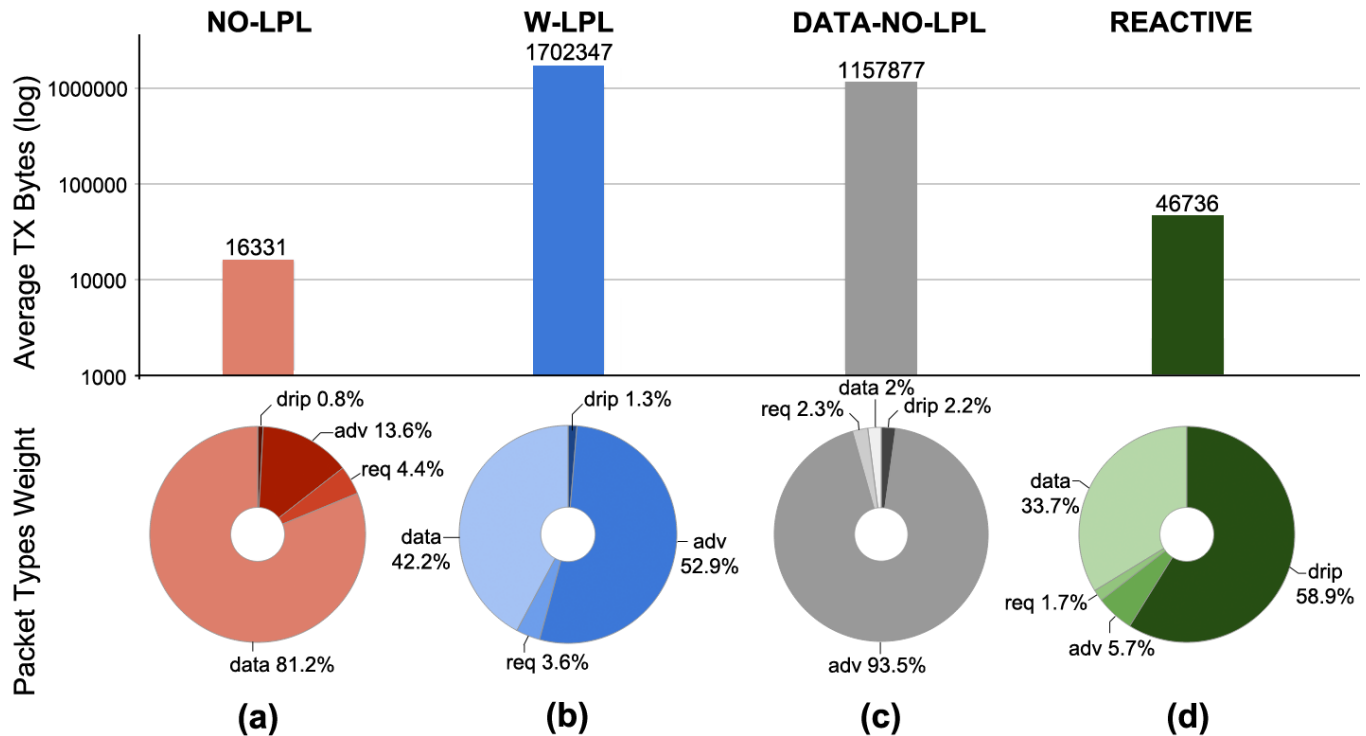 NO-LPL
W-LPL
DATA-NO-LPL
REACTIVE
Average TX Bytes (log)
1000000
100000
10000
1000
16331
1702347
1157877
46736
Packet Types Weight
drip 0.8%
adv 13.6%
req 4.4%
data 81.2%
drip 1.3%
adv
52.9%
req 3.6%
data
42.2%
data 2%
drip 2.2%
req 2.3%
adv 93.5%
data
33.7%
req 1.7%
adv 5.7%
drip
58.9%
(a)
(b)
(c)
(d)